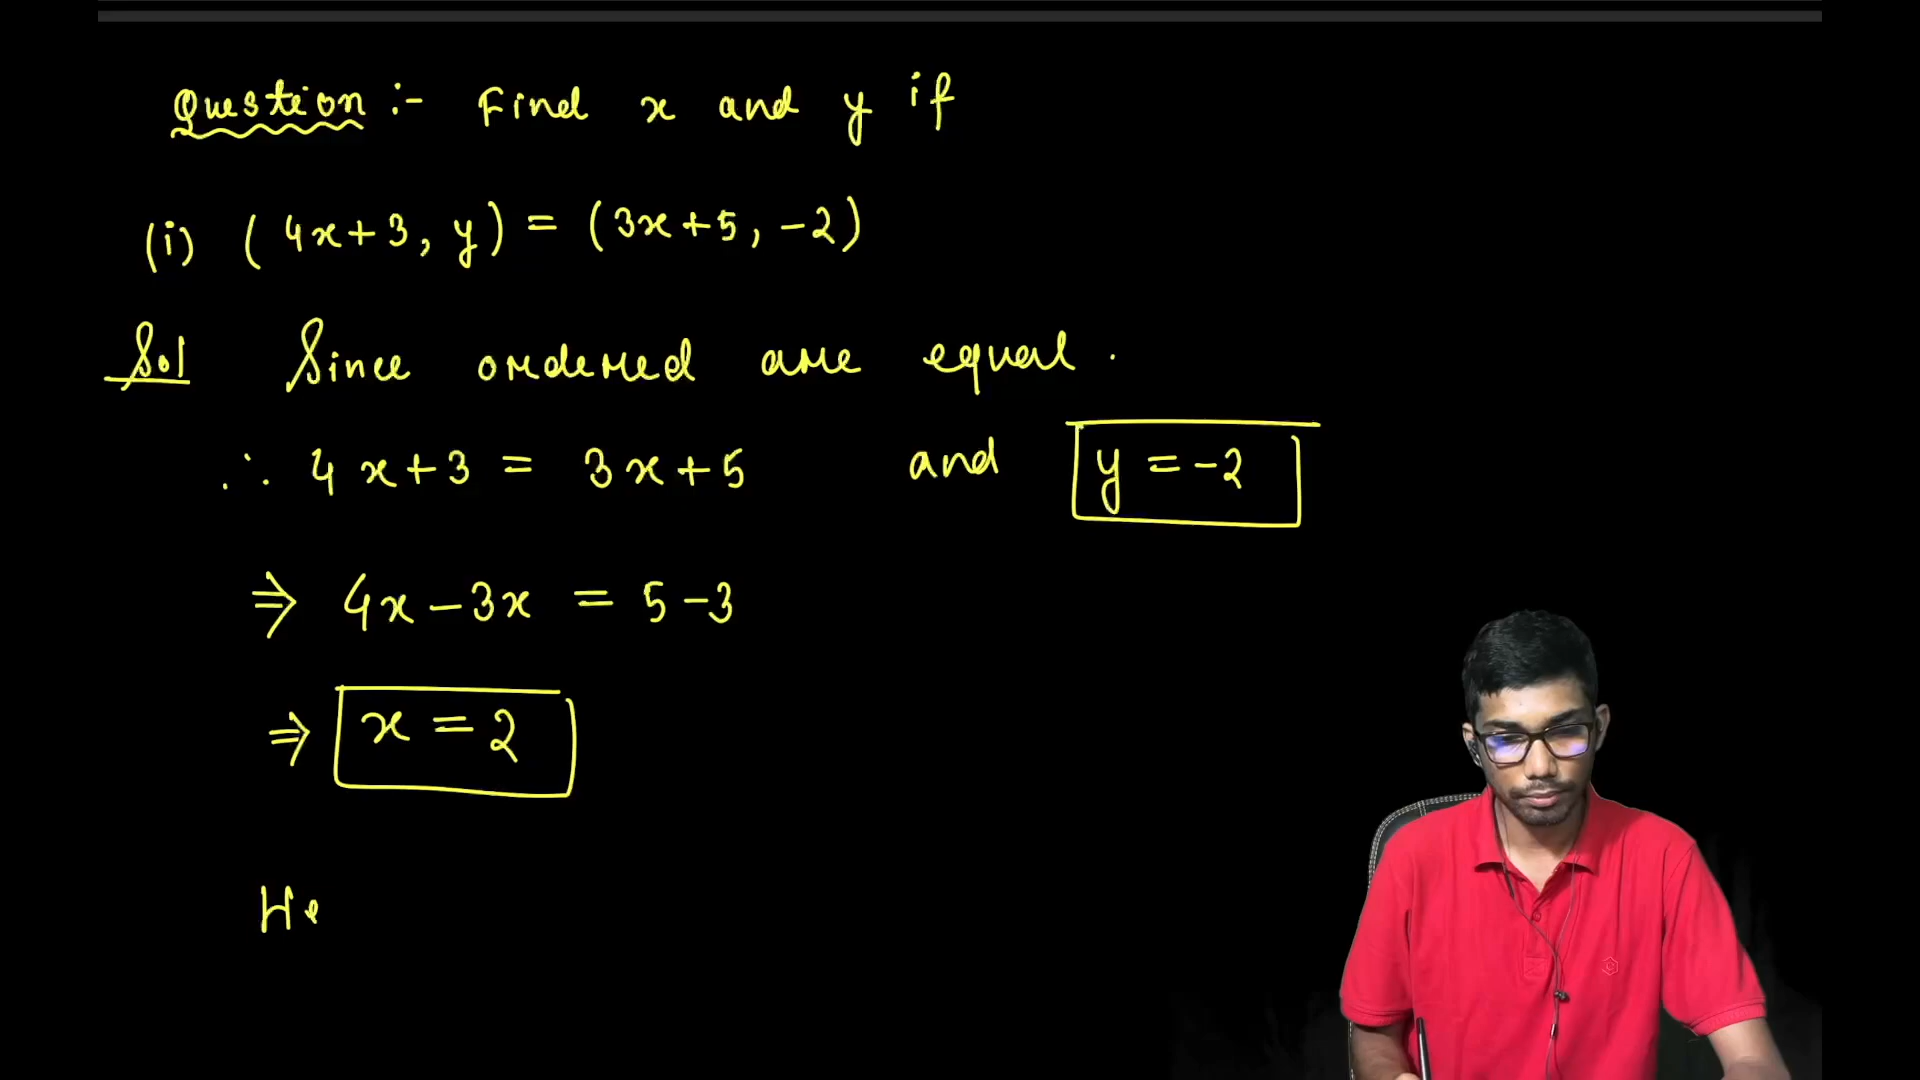 Question :- Find x and y if
(i) (4x+3, y) = (3x+5, -2)
Sol Since ordered are equal.
∴ 4x+3 = 3x+5 and y = -2
⇒ 4x-3x = 5-3
⇒ x = 2
He